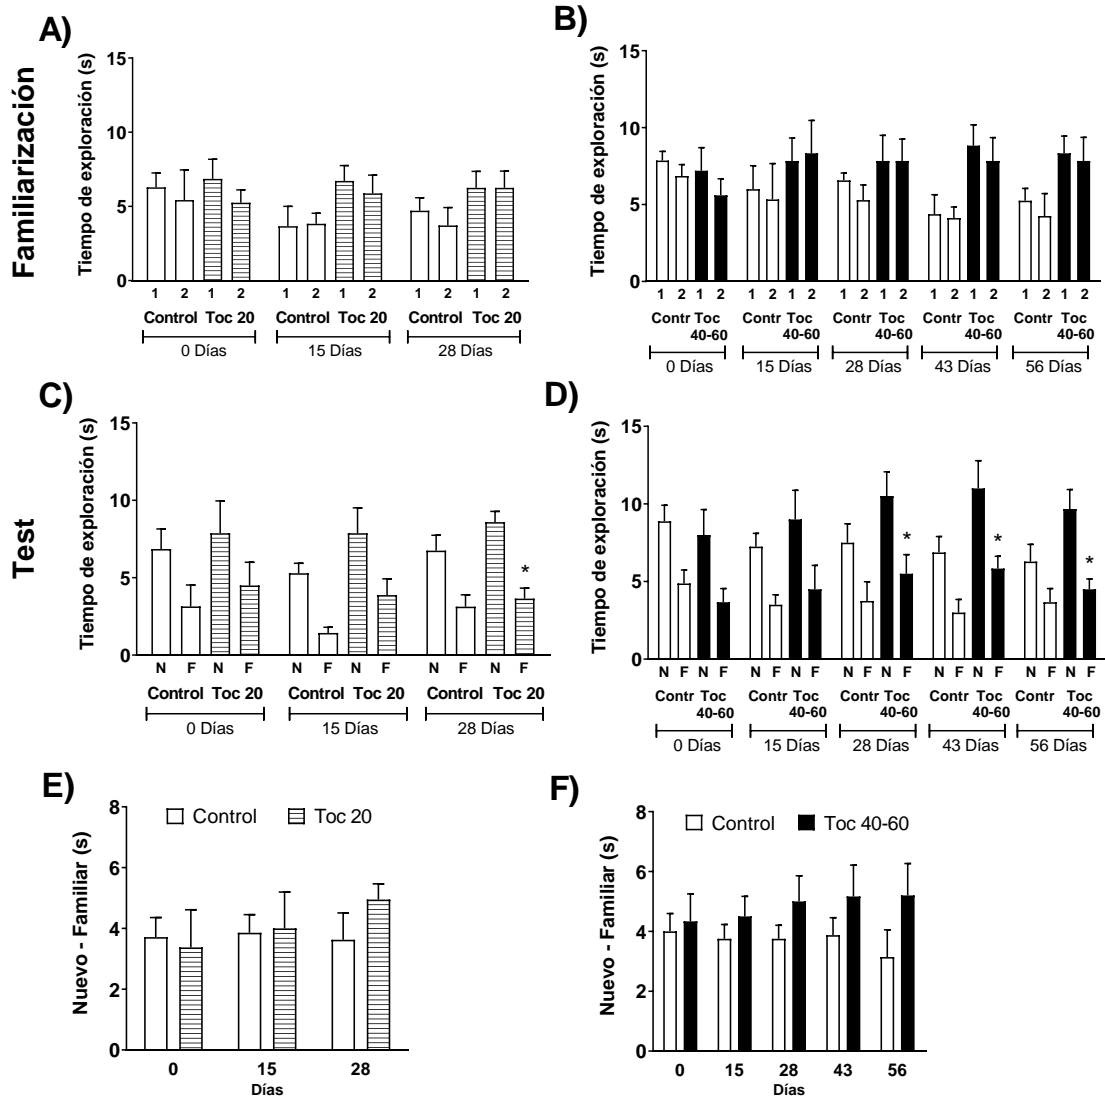 A)
Familiarización
Tiempo de exploración (s)
15
10
5
0
1 2 1 2 1 2 1 2 1 2 1 2
Control Toc 20 Control Toc 20 Control Toc 20
0 Días 15 Días 28 Días
B)
Tiempo de exploración (s)
15
10
5
0
1 2 1 2 1 2 1 2 1 2 1 2 1 2 1 2 1 2 1 2
Contr Toc Contr Toc Contr Toc Contr Toc Contr Toc
40-60 40-60 40-60 40-60 40-60
0 Días 15 Días 28 Días 43 Días 56 Días
C)
Test
Tiempo de exploración (s)
15
10
5
0
*
N F N F N F N F N F N F
Control Toc 20 Control Toc 20 Control Toc 20
0 Días 15 Días 28 Días
D)
Tiempo de exploración (s)
15
10
5
0
* * *
N F N F N F N F N F N F N F N F N F N F
Contr Toc Contr Toc Contr Toc Contr Toc Contr Toc
40-60 40-60 40-60 40-60 40-60
0 Días 15 Días 28 Días 43 Días 56 Días
E)
Nuevo - Familiar (s)
8
6
4
2
0
Control Toc 20
0 15 28
Días
F)
Nuevo - Familiar (s)
8
6
4
2
0
Control Toc 40-60
0 15 28 43 56
Días